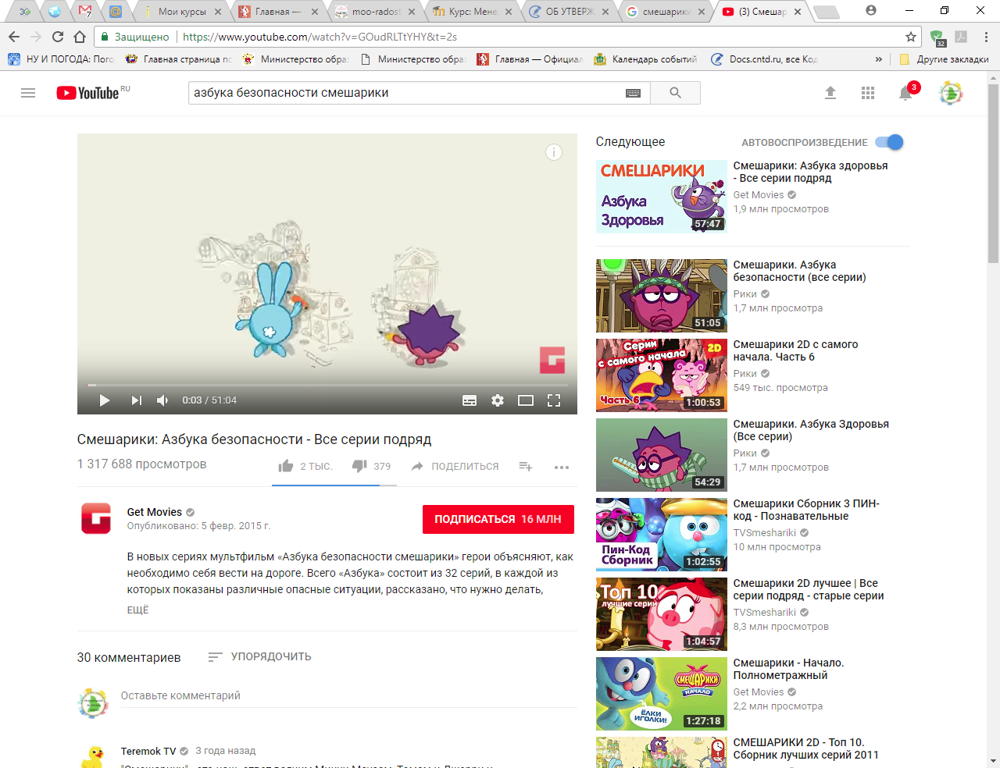 Мои курсы
Главная —
moo-radost
Курс: Мене
ОБ УТВЕРЖ
смешарики
(3) Смешар
Защищено
https://www.youtube.com/watch?v=GOudRLTtYHY&t=2s
32
НУ И ПОГОДА: Пого
Главная страница по
Министерство обра
Министерство обра
Главная — Официал
Календарь событий
Docs.cntd.ru, все Код
»
Другие закладки
YouTube RU
азбука безопасности смешарики
3
Следующее
АВТОВОСПРОИЗВЕДЕНИЕ
СМЕШАРИКИ
Азбука
Здоровья
57:47
Смешарики: Азбука здоровья
- Все серии подряд
Get Movies
1,9 млн просмотров
51:05
Смешарики. Азбука
безопасности (все серии)
Рики
1,7 млн просмотра
Серии
2D
с самого
начала
Часть 6
1:00:53
Смешарики 2D с самого
начала. Часть 6
Рики
549 тыс. просмотра
0:03 / 51:04
Смешарики: Азбука безопасности - Все серии подряд
1 317 688 просмотров
2 ТЫС.
379
ПОДЕЛИТЬСЯ
54:29
Смешарики. Азбука Здоровья
(Все серии)
Рики
1,7 млн просмотров
Get Movies
Опубликовано: 5 февр. 2015 г.
ПОДПИСАТЬСЯ 16 МЛН
Пин-Код
Сборник
1:02:55
Смешарики Сборник 3 ПИН-
код - Познавательные
TVSmeshariki
10 млн просмотра
В новых сериях мультфильм «Азбука безопасности смешарики» герои объясняют, как
необходимо себя вести на дороге. Всего «Азбука» состоит из 32 серий, в каждой из
которых показаны различные опасные ситуации, рассказано, что нужно делать,
ЕЩЁ
Топ 10
лучшие серии
1:04:57
Смешарики 2D лучшее | Все
серии подряд - старые серии
TVSmeshariki
8,3 млн просмотров
30 комментариев
УПОРЯДОЧИТЬ
Оставьте комментарий
СМЕШАРИКИ
НАЧАЛО
ЁЛКИ
ИГОЛКИ!
1:27:18
Смешарики - Начало.
Полнометражный
Get Movies
2,2 млн просмотра
Teremok TV
3 года назад
1
ЧАС
СМЕШАРИКИ 2D - Топ 10.
Сборник лучших серий 2011